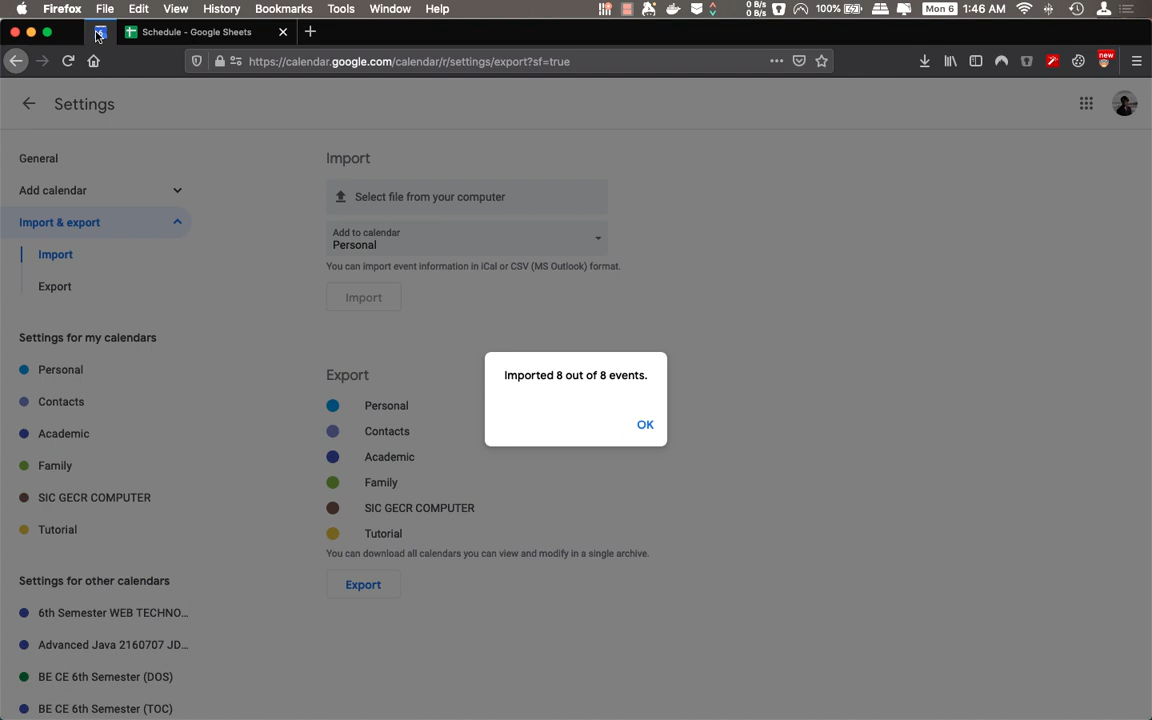 Firefox File Edit View History Bookmarks Tools Window Help
0 B/s
0 B/s
100%
Mon 6 1:46 AM
Schedule - Google Sheets
https://calendar.google.com/calendar/r/settings/export?sf=true
new
Settings
General
Add calendar
Import & export
Import
Export
Settings for my calendars
Personal
Contacts
Academic
Family
SIC GECR COMPUTER
Tutorial
Settings for other calendars
6th Semester WEB TECHNO...
Advanced Java 2160707 JD...
BE CE 6th Semester (DOS)
BE CE 6th Semester (TOC)
Import
Select file from your computer
Add to calendar
Personal
You can import event information in iCal or CSV (MS Outlook) format.
Import
Export
Personal
Contacts
Academic
Family
SIC GECR COMPUTER
Tutorial
You can download all calendars you can view and modify in a single archive.
Export
Imported 8 out of 8 events.
OK